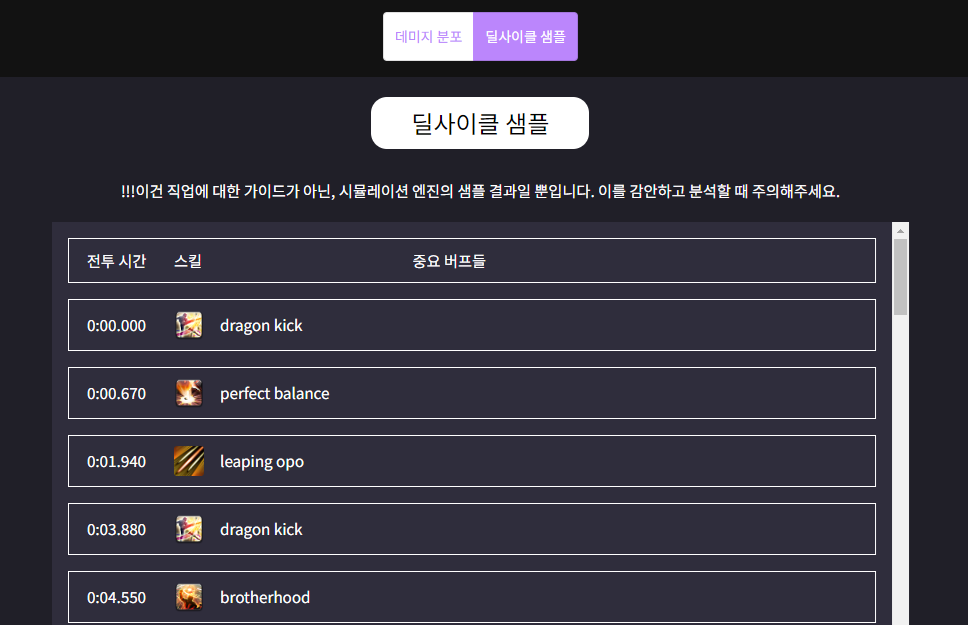 데미지 분포 딜사이클 샘플
딜사이클 샘플
!!!이건 직업에 대한 가이드가 아닌, 시뮬레이션 엔진의 샘플 결과일 뿐입니다. 이를 감안하고 분석할 때 주의해주세요.
전투 시간 스킬 중요 버프들
0:00.000 dragon kick
0:00.670 perfect balance
0:01.940 leaping opo
0:03.880 dragon kick
0:04.550 brotherhood